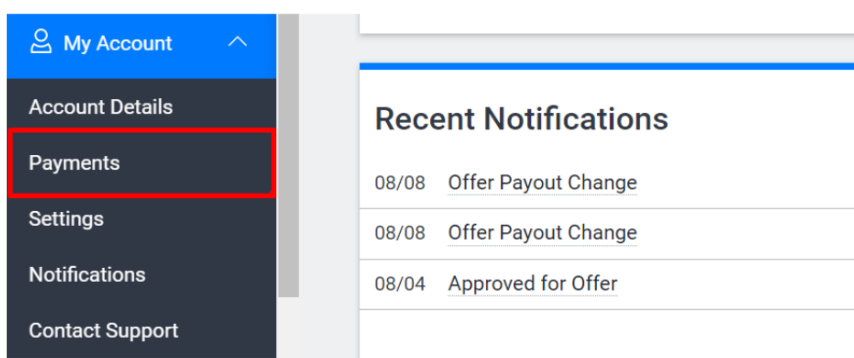 My Account
Account Details
Payments
Settings
Notifications
Contact Support
Recent Notifications
08/08 Offer Payout Change
08/08 Offer Payout Change
08/04 Approved for Offer